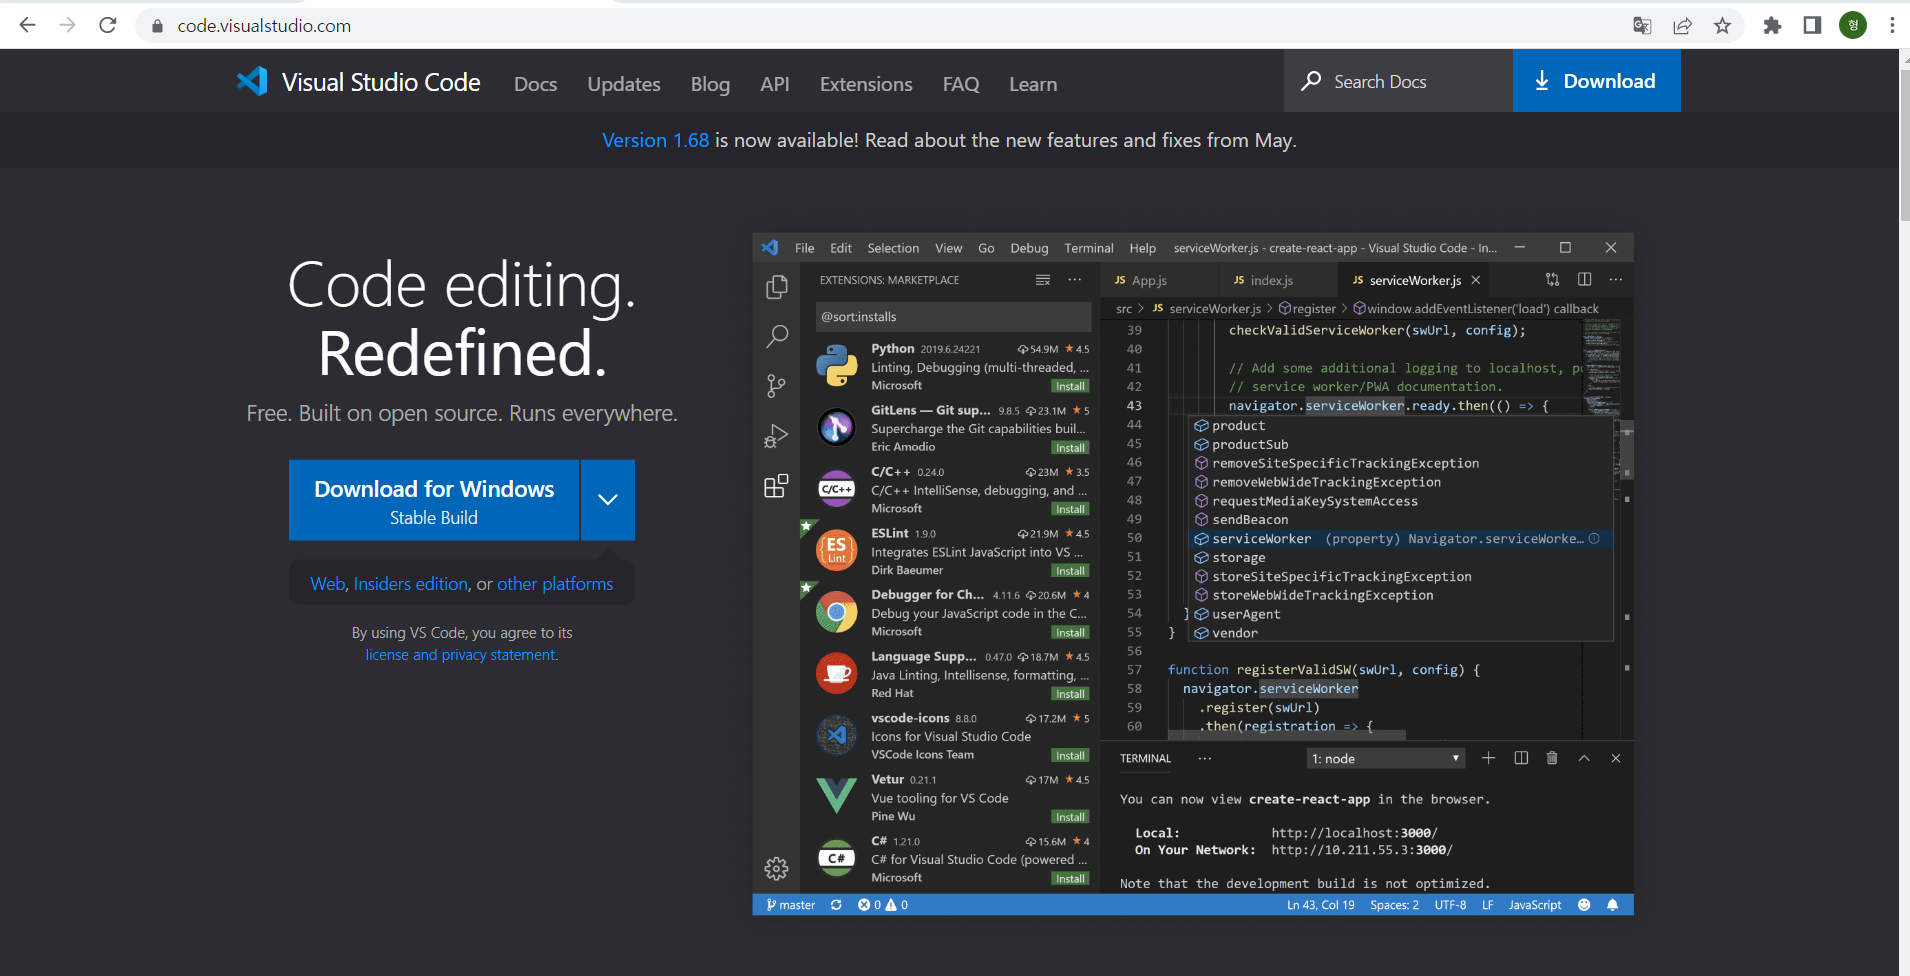 code.visualstudio.com
형
Visual Studio Code Docs Updates Blog API Extensions FAQ Learn Search Docs Download
Version 1.68 is now available! Read about the new features and fixes from May.
Code editing.
Redefined.
Free. Built on open source. Runs everywhere.
Download for Windows
Stable Build
Web, Insiders edition, or other platforms
By using VS Code, you agree to its
license and privacy statement.
File Edit Selection View Go Debug Terminal Help serviceWorker.js - create-react-app - Visual Studio Code - In...
EXTENSIONS: MARKETPLACE
@sort:installs
Python 2019.6.24221 54.9M 4.5
Linting, Debugging (multi-threaded, ...
Microsoft Install
GitLens — Git sup... 9.8.5 23.1M 5
Supercharge the Git capabilities buil...
Eric Amodio Install
C/C++
C/C++ 0.24.0 23M 3.5
C/C++ IntelliSense, debugging, and ...
Microsoft Install
ES
Lint
ESLint 1.9.0 21.9M 4.5
Integrates ESLint JavaScript into VS ...
Dirk Baeumer Install
Debugger for Ch... 4.11.6 20.6M 4
Debug your JavaScript code in the C...
Microsoft Install
Language Supp... 0.47.0 18.7M 4.5
Java Linting, Intellisense, formatting, ...
Red Hat Install
vscode-icons 8.8.0 17.2M 5
Icons for Visual Studio Code
VSCode Icons Team Install
Vetur 0.21.1 17M 4.5
Vue tooling for VS Code
Pine Wu Install
C#
C# 1.21.0 15.6M 4
C# for Visual Studio Code (powered ...
Microsoft Install
JS App.js JS index.js JS serviceWorker.js
src > JS serviceWorker.js > register > window.addEventListener('load') callback
39 checkValidServiceWorker(swUrl, config);
40
41 // Add some additional logging to localhost, po
42 // service worker/PWA documentation.
43 navigator.serviceWorker.ready.then(() => {
44 product
45 productSub
46 removeSiteSpecificTrackingException
47 removeWebWideTrackingException
48 requestMediaKeySystemAccess
49 sendBeacon
50 serviceWorker (property) Navigator.serviceWorke...
51 storage
52 storeSiteSpecificTrackingException
53 storeWebWideTrackingException
54 } userAgent
55 } vendor
56
57 function registerValidSW(swUrl, config) {
58 navigator.serviceWorker
59 .register(swUrl)
60 .then(registration => {
TERMINAL ... 1: node
You can now view create-react-app in the browser.
Local: http://localhost:3000/
On Your Network: http://10.211.55.3:3000/
Note that the development build is not optimized.
master 0 0 Ln 43, Col 19 Spaces: 2 UTF-8 LF JavaScript